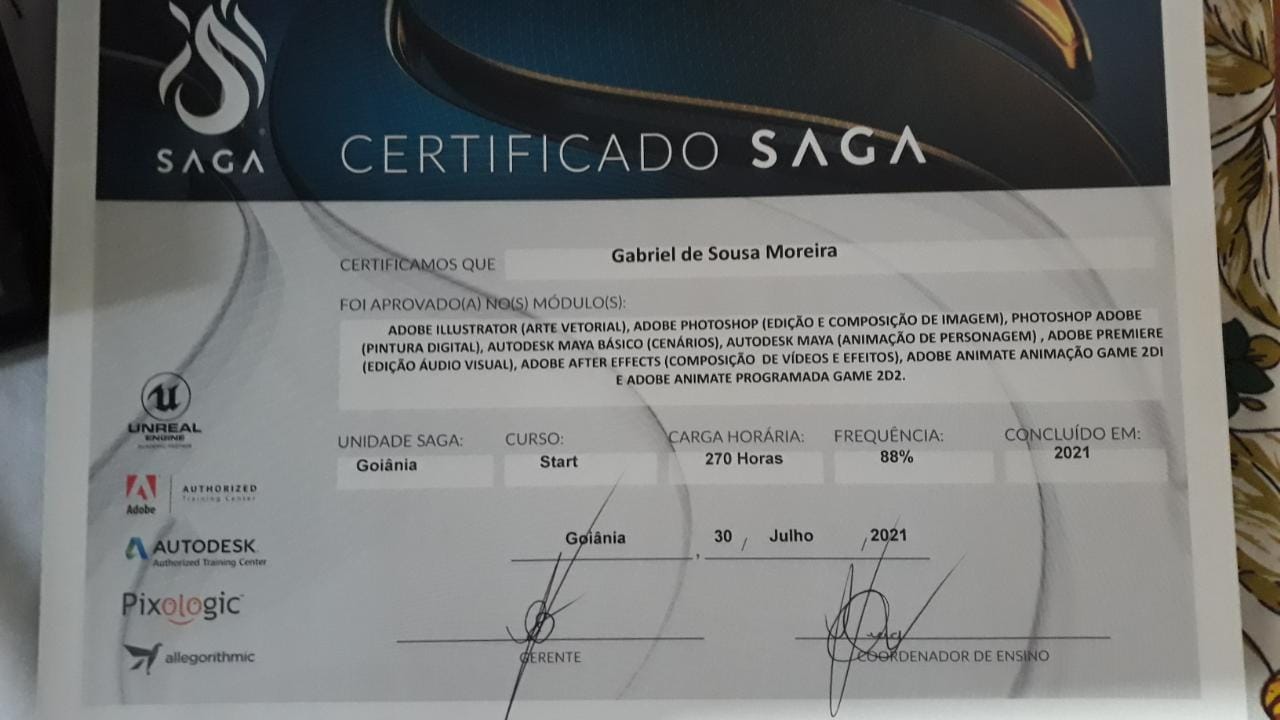 SAGA
CERTIFICADO SAGA
CERTIFICAMOS QUE Gabriel de Sousa Moreira
FOI APROVADO(A) NO(S) MÓDULO(S):
ADOBE ILLUSTRATOR (ARTE VETORIAL), ADOBE PHOTOSHOP (EDIÇÃO E COMPOSIÇÃO DE IMAGEM), PHOTOSHOP ADOBE
(PINTURA DIGITAL), AUTODESK MAYA BÁSICO (CENÁRIOS), AUTODESK MAYA (ANIMAÇÃO DE PERSONAGEM) , ADOBE PREMIERE
(EDIÇÃO ÁUDIO VISUAL), ADOBE AFTER EFFECTS (COMPOSIÇÃO DE VÍDEOS E EFEITOS), ADOBE ANIMATE ANIMAÇÃO GAME 2DI
E ADOBE ANIMATE PROGRAMADA GAME 2D2.
UNIDADE SAGA: CURSO: CARGA HORÁRIA: FREQUÊNCIA: CONCLUÍDO EM:
Goiânia Start 270 Horas 88% 2021
Goiânia , 30 / Julho / 2021
GERENTE COORDENADOR DE ENSINO
UNREAL
ENGINE
Adobe
AUTHORIZED
Training Center
AUTODESK
Authorized Training Center
Pixologic
allegorithmic